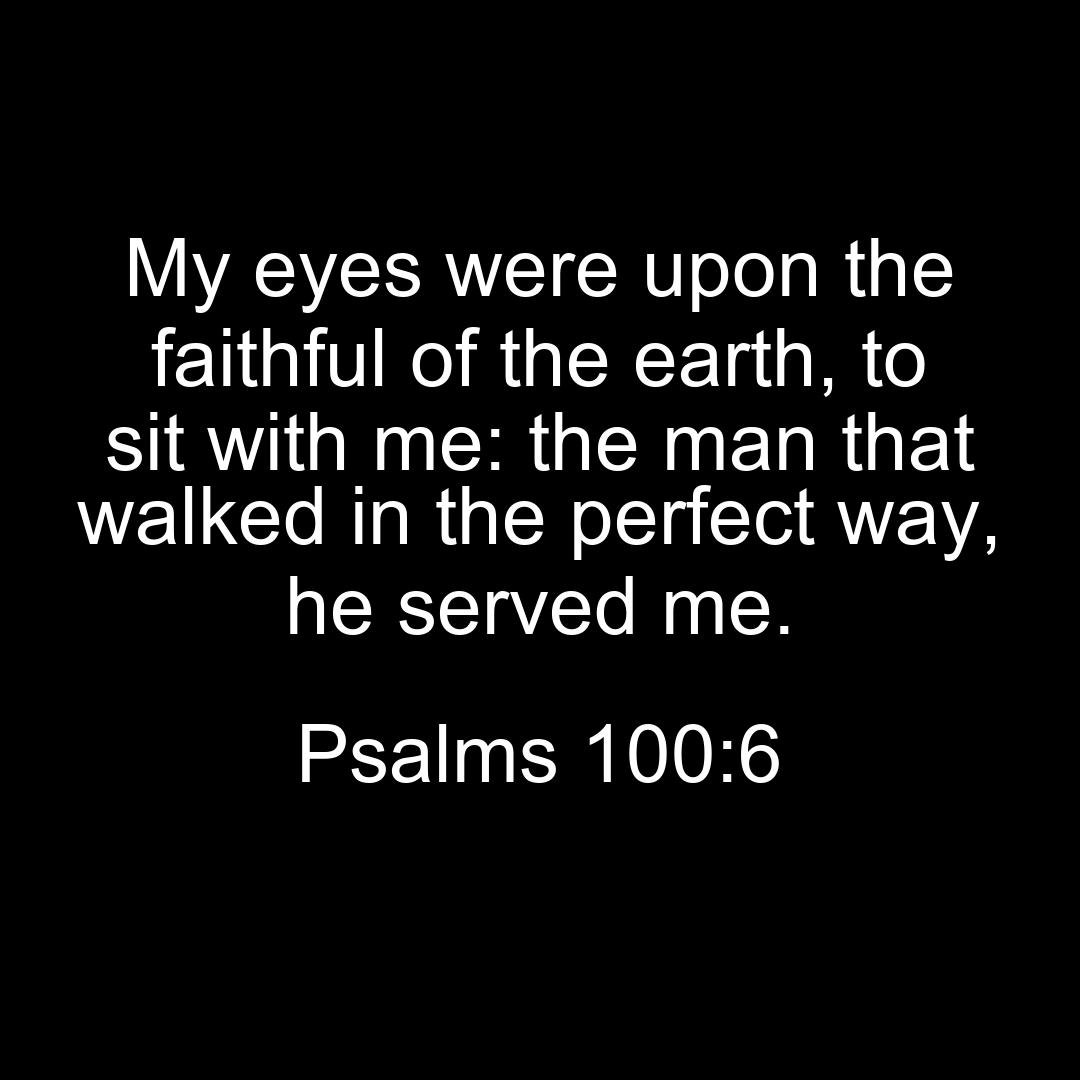 My eyes were upon the
faithful of the earth, to
sit with me: the man that
walked in the perfect way,
he served me.
Psalms 100:6